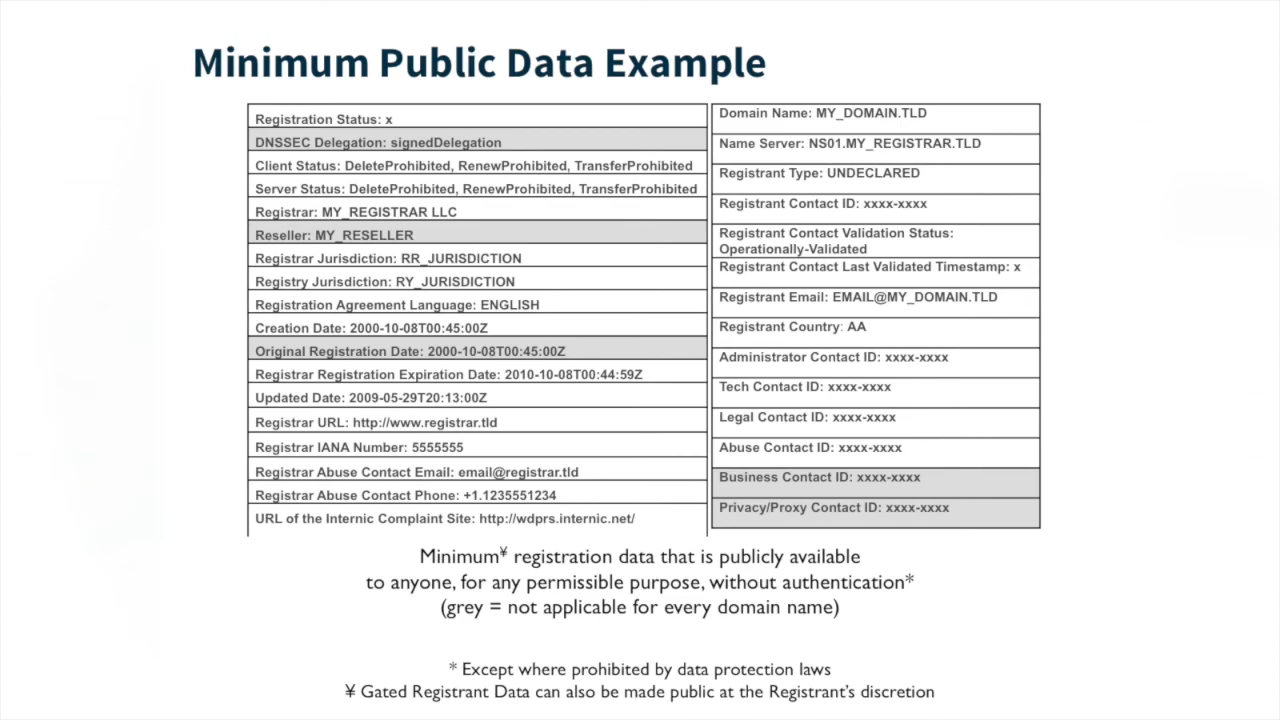 Minimum Public Data Example
Registration Status: x
DNSSEC Delegation: signedDelegation
Client Status: DeleteProhibited, RenewProhibited, TransferProhibited
Server Status: DeleteProhibited, RenewProhibited, TransferProhibited
Registrar: MY_REGISTRAR LLC
Reseller: MY_RESELLER
Registrar Jurisdiction: RR_JURISDICTION
Registry Jurisdiction: RY_JURISDICTION
Registration Agreement Language: ENGLISH
Creation Date: 2000-10-08T00:45:00Z
Original Registration Date: 2000-10-08T00:45:00Z
Registrar Registration Expiration Date: 2010-10-08T00:44:59Z
Updated Date: 2009-05-29T20:13:00Z
Registrar URL: http://www.registrar.tld
Registrar IANA Number: 5555555
Registrar Abuse Contact Email: email@registrar.tld
Registrar Abuse Contact Phone: +1.1235551234
URL of the Internic Complaint Site: http://wdprs.internic.net/
Domain Name: MY_DOMAIN.TLD
Name Server: NS01.MY_REGISTRAR.TLD
Registrant Type: UNDECLARED
Registrant Contact ID: xxxx-xxxx
Registrant Contact Validation Status:
Operationally-Validated
Registrant Contact Last Validated Timestamp: x
Registrant Email: EMAIL@MY_DOMAIN.TLD
Registrant Country: AA
Administrator Contact ID: xxxx-xxxx
Tech Contact ID: xxxx-xxxx
Legal Contact ID: xxxx-xxxx
Abuse Contact ID: xxxx-xxxx
Business Contact ID: xxxx-xxxx
Privacy/Proxy Contact ID: xxxx-xxxx
Minimum¥ registration data that is publicly available
to anyone, for any permissible purpose, without authentication*
(grey = not applicable for every domain name)
* Except where prohibited by data protection laws
¥ Gated Registrant Data can also be made public at the Registrant's discretion